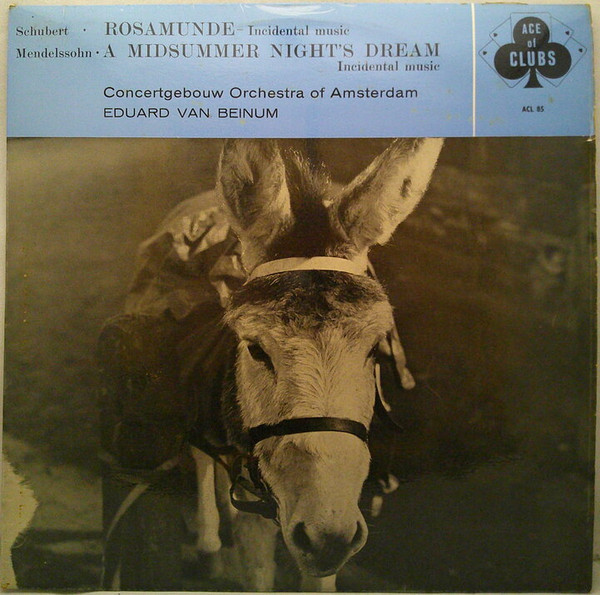 Schubert · ROSAMUNDE - Incidental music
Mendelssohn · A MIDSUMMER NIGHT'S DREAM
Incidental music
Concertgebouw Orchestra of Amsterdam
EDUARD VAN BEINUM
ACE
of
CLUBS
ACL 85